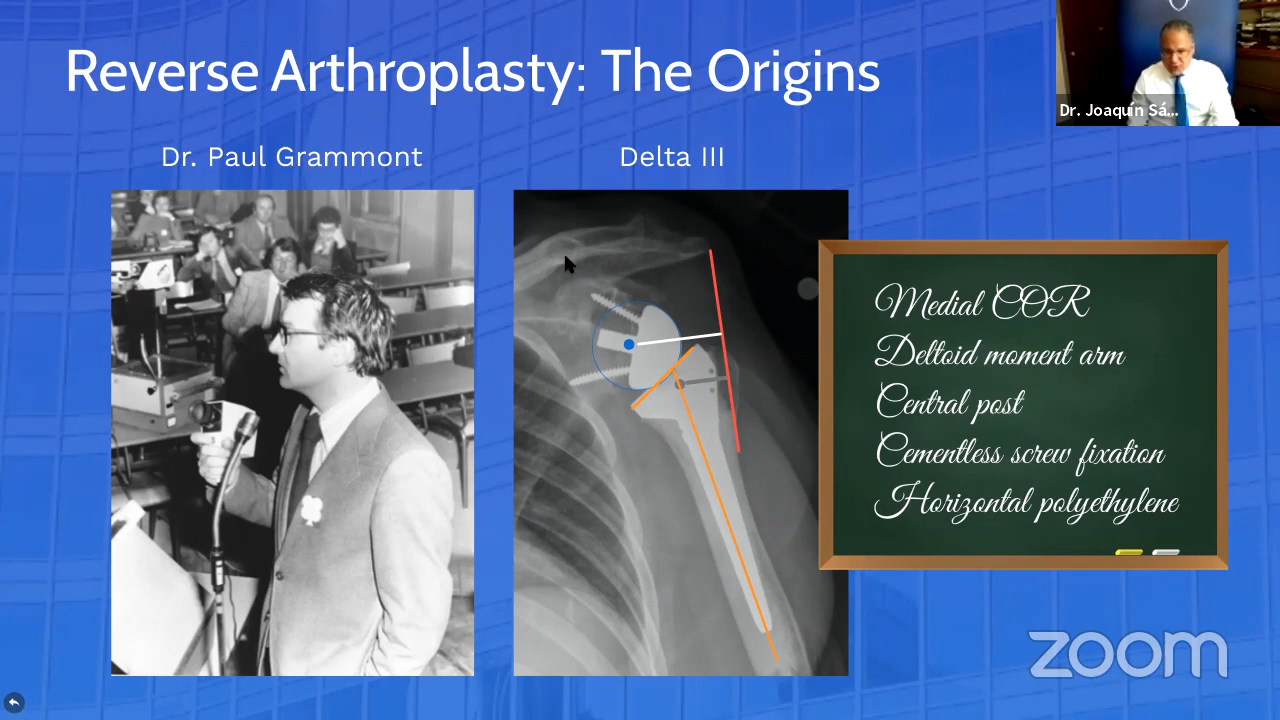 Reverse Arthroplasty: The Origins
Dr. Joaquín Sá...
Dr. Paul Grammont
Delta III
Medial COR
Deltoid moment arm
Central post
Cementless screw fixation
Horizontal polyethylene
zoom